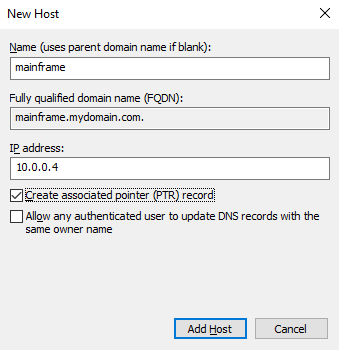 New Host
Name (uses parent domain name if blank):
mainframe
Fully qualified domain name (FQDN):
mainframe.mydomain.com.
IP address:
10.0.0.4
Create associated pointer (PTR) record
Allow any authenticated user to update DNS records with the
same owner name
Add Host
Cancel